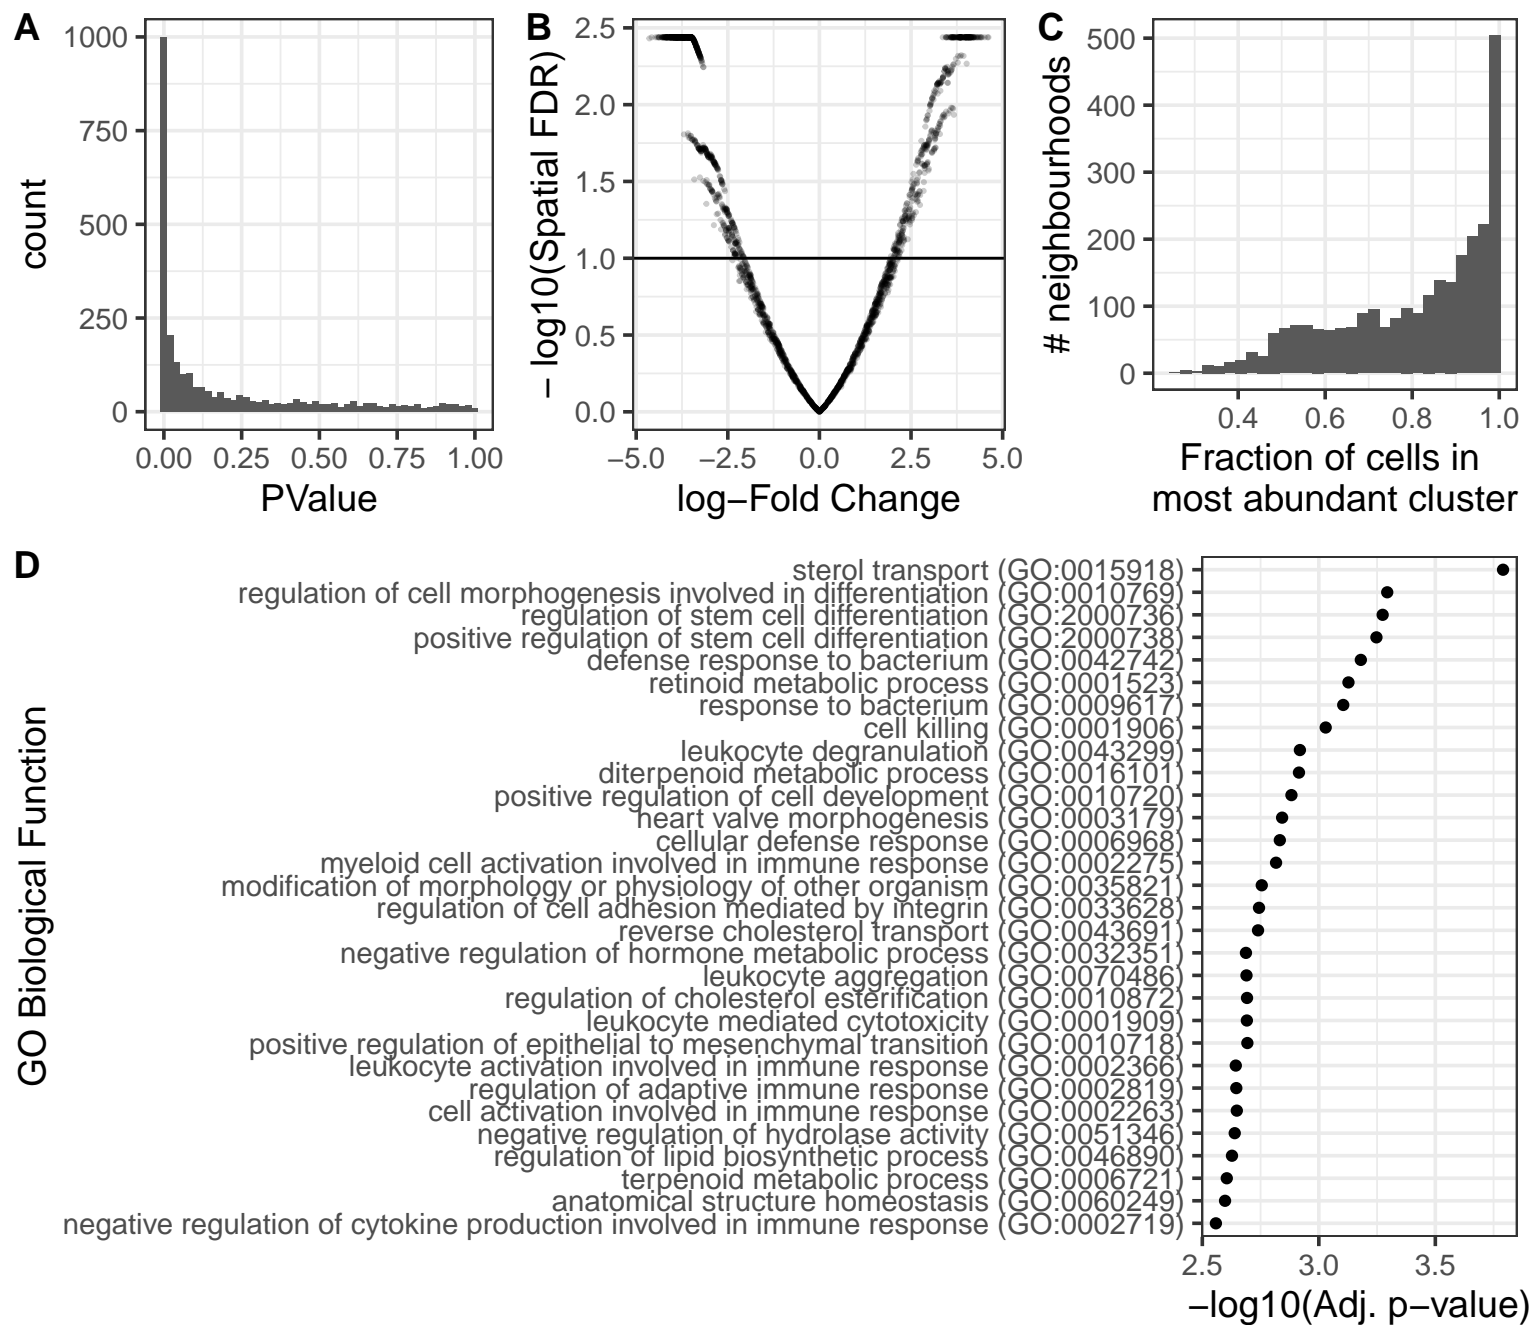 A
count
1000
750
500
250
0
0.00 0.25 0.50 0.75 1.00
PValue
B
− log10(Spatial FDR)
2.5
2.0
1.5
1.0
0.5
0.0
−5.0 −2.5 0.0 2.5 5.0
log−Fold Change
C
# neighbourhoods
500
400
300
200
100
0
0.4 0.6 0.8 1.0
Fraction of cells in
most abundant cluster
D
GO Biological Function
sterol transport (GO:0015918)
regulation of cell morphogenesis involved in differentiation (GO:0010769)
regulation of stem cell differentiation (GO:2000736)
positive regulation of stem cell differentiation (GO:2000738)
defense response to bacterium (GO:0042742)
retinoid metabolic process (GO:0001523)
response to bacterium (GO:0009617)
cell killing (GO:0001906)
leukocyte degranulation (GO:0043299)
diterpenoid metabolic process (GO:0016101)
positive regulation of cell development (GO:0010720)
heart valve morphogenesis (GO:0003179)
cellular defense response (GO:0006968)
myeloid cell activation involved in immune response (GO:0002275)
modification of morphology or physiology of other organism (GO:0035821)
regulation of cell adhesion mediated by integrin (GO:0033628)
reverse cholesterol transport (GO:0043691)
negative regulation of hormone metabolic process (GO:0032351)
leukocyte aggregation (GO:0070486)
regulation of cholesterol esterification (GO:0010872)
leukocyte mediated cytotoxicity (GO:0001909)
positive regulation of epithelial to mesenchymal transition (GO:0010718)
leukocyte activation involved in immune response (GO:0002366)
regulation of adaptive immune response (GO:0002819)
cell activation involved in immune response (GO:0002263)
negative regulation of hydrolase activity (GO:0051346)
regulation of lipid biosynthetic process (GO:0046890)
terpenoid metabolic process (GO:0006721)
anatomical structure homeostasis (GO:0060249)
negative regulation of cytokine production involved in immune response (GO:0002719)
2.5 3.0 3.5
−log10(Adj. p−value)